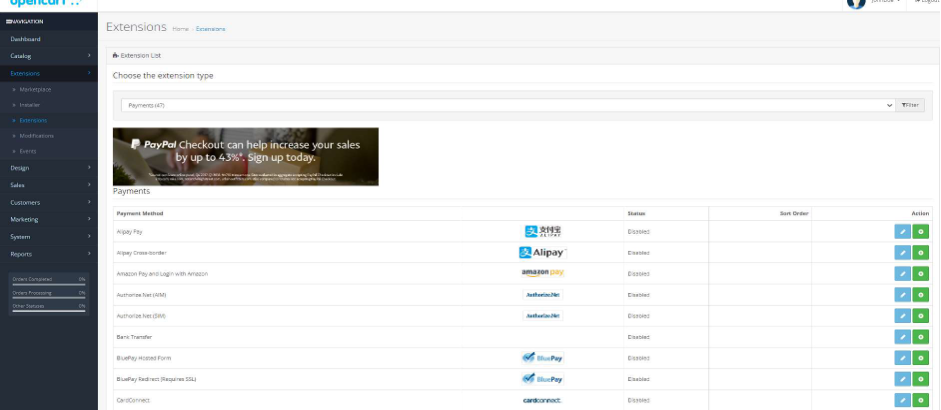 opencart
Logout
NAVIGATION
Extensions Home Extensions
Dashboard
Catalog
Extensions
» Marketplace
» Installer
» Extensions
» Modifications
» Events
Design
Sales
Customers
Marketing
System
Reports
Orders Completed 0%
Orders Processing 0%
Other Statuses 0%
Extension List
Choose the extension type
Payments (47)
Filter
PayPal Checkout can help increase your sales
by up to 43%*. Sign up today.
Payments
Payment Method Status Sort Order Action
Alipay Pay 支付宝 ALIPAY Disabled
Alipay Cross-border 支 Alipay Disabled
Amazon Pay and Login with Amazon amazon pay Disabled
Authorize.Net (AIM) Authorize.Net Disabled
Authorize.Net (SIM) Authorize.Net Disabled
Bank Transfer Disabled
BluePay Hosted Form BluePay Disabled
BluePay Redirect (Requires SSL) BluePay Disabled
CardConnect cardconnect. Disabled